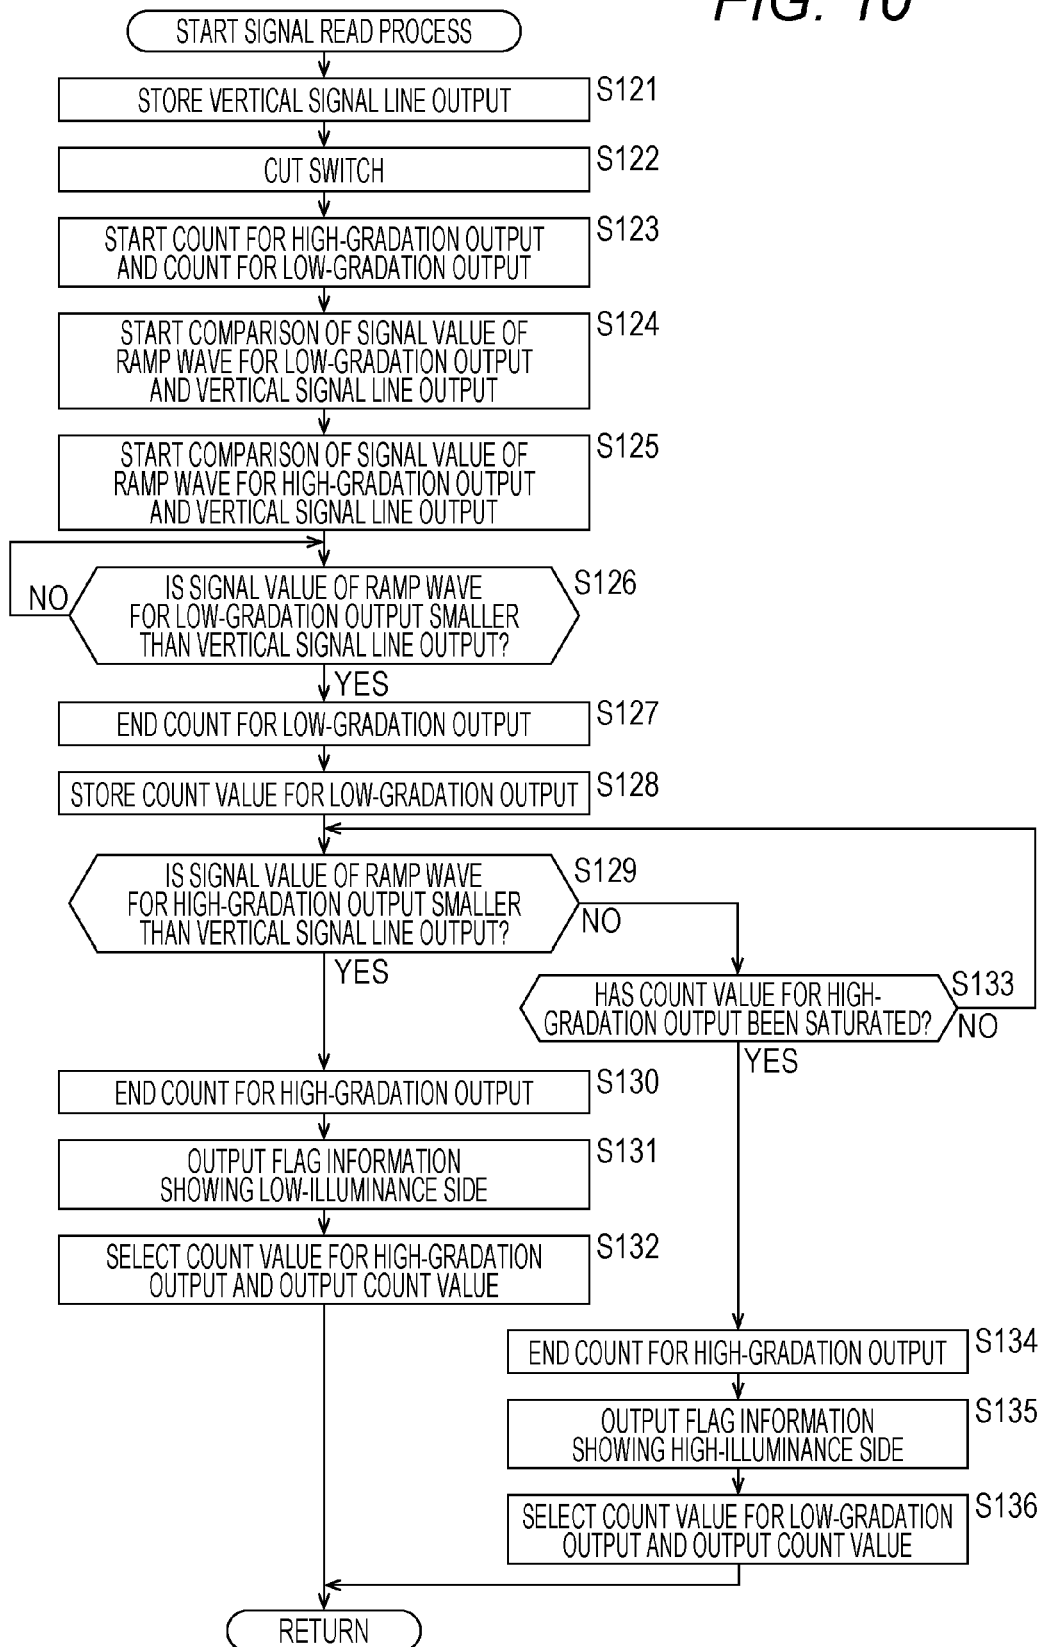 FIG. 10
START SIGNAL READ PROCESS
STORE VERTICAL SIGNAL LINE OUTPUT
S121
CUT SWITCH
S122
START COUNT FOR HIGH-GRADATION OUTPUT
AND COUNT FOR LOW-GRADATION OUTPUT
S123
START COMPARISON OF SIGNAL VALUE OF
RAMP WAVE FOR LOW-GRADATION OUTPUT
AND VERTICAL SIGNAL LINE OUTPUT
S124
START COMPARISON OF SIGNAL VALUE OF
RAMP WAVE FOR HIGH-GRADATION OUTPUT
AND VERTICAL SIGNAL LINE OUTPUT
S125
IS SIGNAL VALUE OF RAMP WAVE
FOR LOW-GRADATION OUTPUT SMALLER
THAN VERTICAL SIGNAL LINE OUTPUT?
S126
NO
YES
END COUNT FOR LOW-GRADATION OUTPUT
S127
STORE COUNT VALUE FOR LOW-GRADATION OUTPUT
S128
IS SIGNAL VALUE OF RAMP WAVE
FOR HIGH-GRADATION OUTPUT SMALLER
THAN VERTICAL SIGNAL LINE OUTPUT?
S129
NO
YES
HAS COUNT VALUE FOR HIGH-
GRADATION OUTPUT BEEN SATURATED?
S133
NO
YES
END COUNT FOR HIGH-GRADATION OUTPUT
S130
OUTPUT FLAG INFORMATION
SHOWING LOW-ILLUMINANCE SIDE
S131
SELECT COUNT VALUE FOR HIGH-GRADATION
OUTPUT AND OUTPUT COUNT VALUE
S132
END COUNT FOR HIGH-GRADATION OUTPUT
S134
OUTPUT FLAG INFORMATION
SHOWING HIGH-ILLUMINANCE SIDE
S135
SELECT COUNT VALUE FOR LOW-GRADATION
OUTPUT AND OUTPUT COUNT VALUE
S136
RETURN